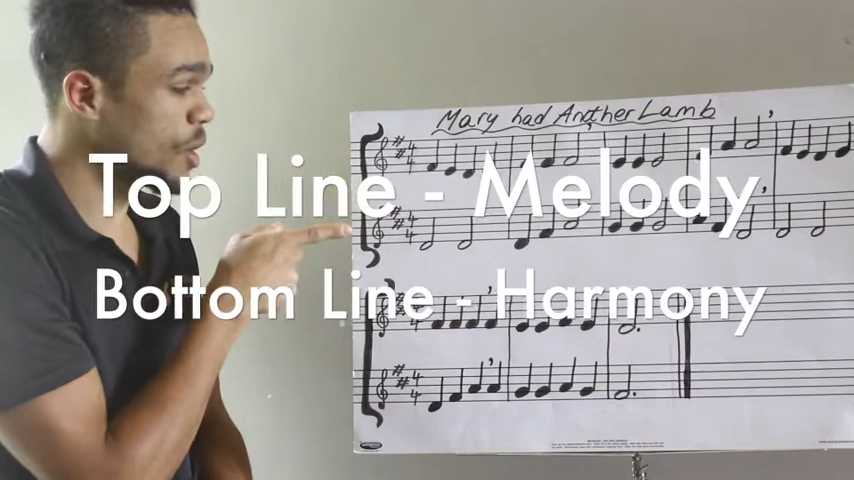 Mary had Another Lamb
Top Line - Melody
Bottom Line - Harmony